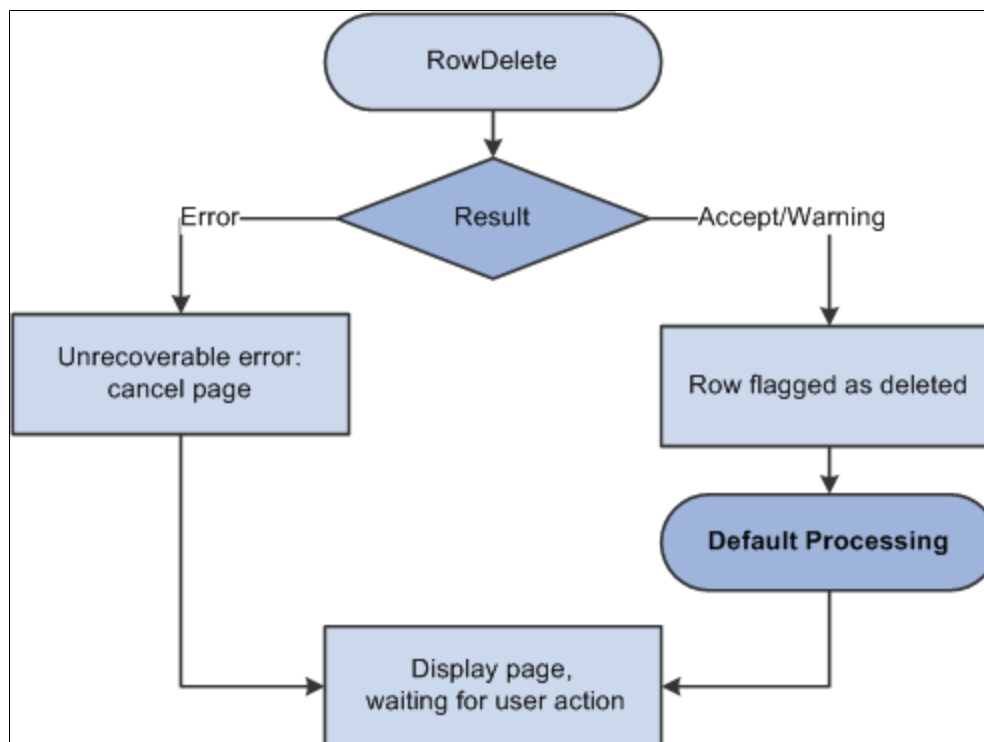 RowDelete
Error
Result
Accept/Warning
Unrecoverable error:
cancel page
Row flagged as deleted
Default Processing
Display page,
waiting for user action